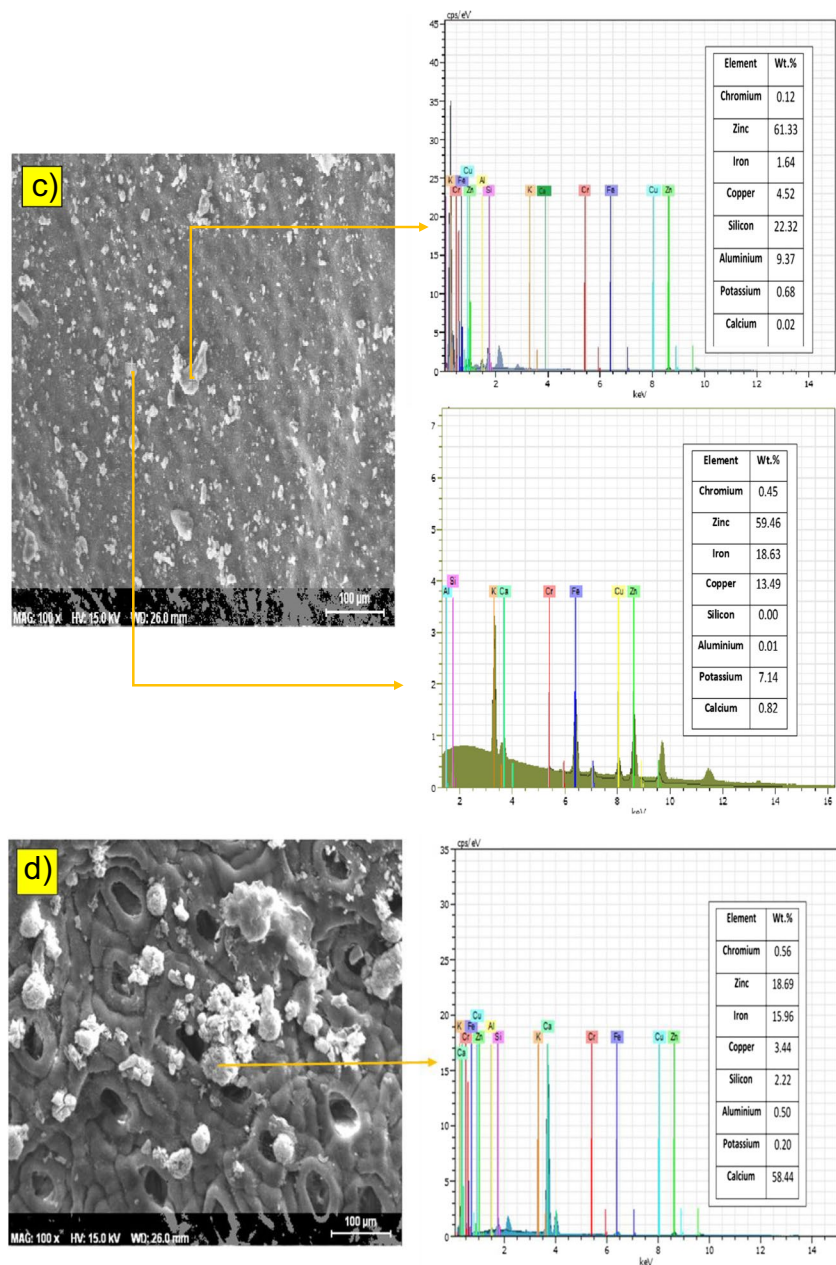 c)
MAG: 100 x HV: 15.0 kV WD: 26.0 mm
100 µm
cps/eV
45
40
35
30
25
20
15
10
5
0
Cu
K Fe Al
Cr Zn Si K Ca Cr Fe Cu Zn
2 4 6 8 10 12 14
keV
Element Wt.%
Chromium 0.12
Zinc 61.33
Iron 1.64
Copper 4.52
Silicon 22.32
Aluminium 9.37
Potassium 0.68
Calcium 0.02
7
6
5
4
3
2
1
0
Si
Al K Ca Cr Fe Cu Zn
2 4 6 8 10 12 14 16
keV
Element Wt.%
Chromium 0.45
Zinc 59.46
Iron 18.63
Copper 13.49
Silicon 0.00
Aluminium 0.01
Potassium 7.14
Calcium 0.82
d)
MAG: 100 x HV: 15.0 kV WD: 26.0 mm
100 µm
cps/eV
35
30
25
20
15
10
5
0
Cu
K Fe Al Ca
Cr Zn Si K Cr Fe Cu Zn
Ca
2 4 6 8 10 12 14
keV
Element Wt.%
Chromium 0.56
Zinc 18.69
Iron 15.96
Copper 3.44
Silicon 2.22
Aluminium 0.50
Potassium 0.20
Calcium 58.44